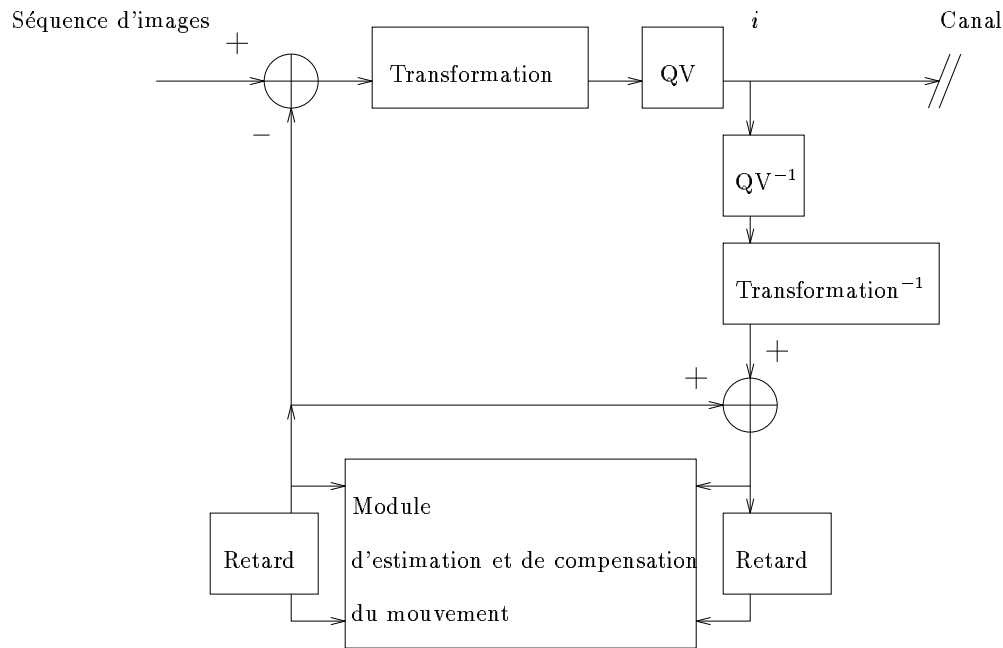 Séquence d'images
i
Canal
+
Transformation
QV
−
QV⁻¹
Transformation⁻¹
+
+
Module
d'estimation et de compensation
du mouvement
Retard
Retard